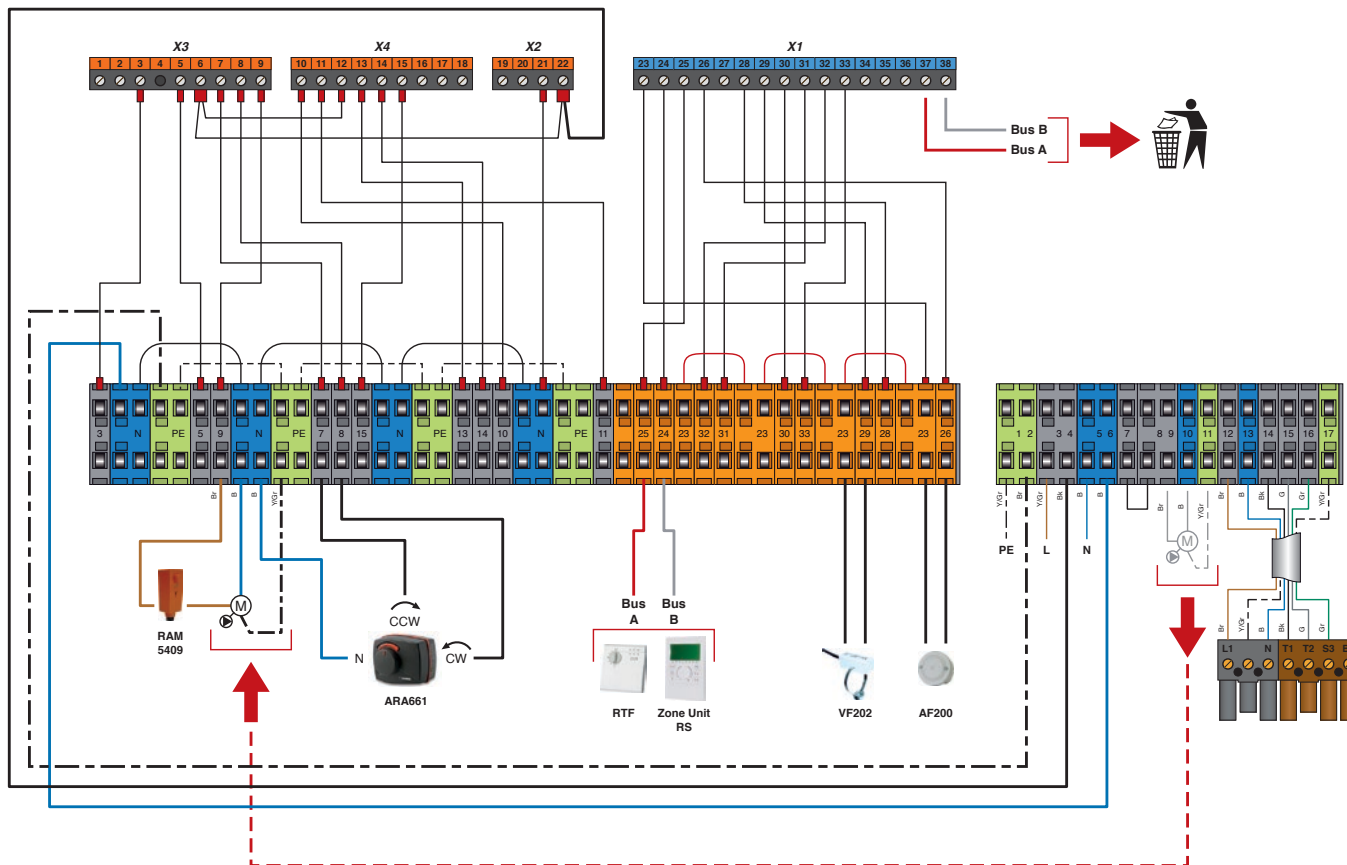 X3 X4 X2 X1
1 2 3 4 5 6 7 8 9 10 11 12 13 14 15 16 17 18 19 20 21 22 23 24 25 26 27 28 29 30 31 32 33 34 35 36 37 38
Bus B
Bus A
3 N PE 5 9 N PE 7 8 15 N PE 13 14 10 N PE 11 25 24 23 32 31 23 30 33 23 29 28 23 26
1 2 3 4 5 6 7 8 9 10 11 12 13 14 15 16 17
Br B B Y/Gr
Y/Gr Br Y/Gr B B Br B Y/Gr Br B Bk G Gr Y/Gr
PE L N
M
M
RAM
5409
CCW
N CW
ARA661
Bus
A
Bus
B
RTF
Zone Unit
RS
VF202
AF200
Br Y/Gr B Bk G Gr
L1 N T1 T2 S3